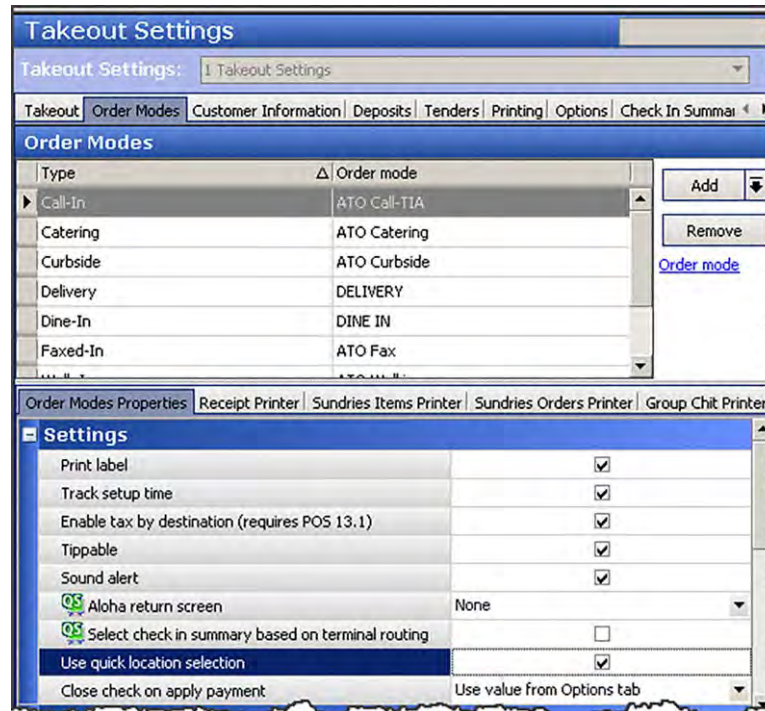 Takeout Settings
Takeout Settings: 1 Takeout Settings
Takeout Order Modes Customer Information Deposits Tenders Printing Options Check In Summar
Order Modes
Type Order mode
Call-In ATO Call-TIA
Catering ATO Catering
Curbside ATO Curbside
Delivery DELIVERY
Dine-In DINE IN
Faxed-In ATO Fax
Add
Remove
Order mode
Order Modes Properties Receipt Printer Sundries Items Printer Sundries Orders Printer Group Chit Printer
Settings
Print label
Track setup time
Enable tax by destination (requires POS 13.1)
Tippable
Sound alert
QS Aloha return screen None
QS Select check in summary based on terminal routing
Use quick location selection
Close check on apply payment Use value from Options tab